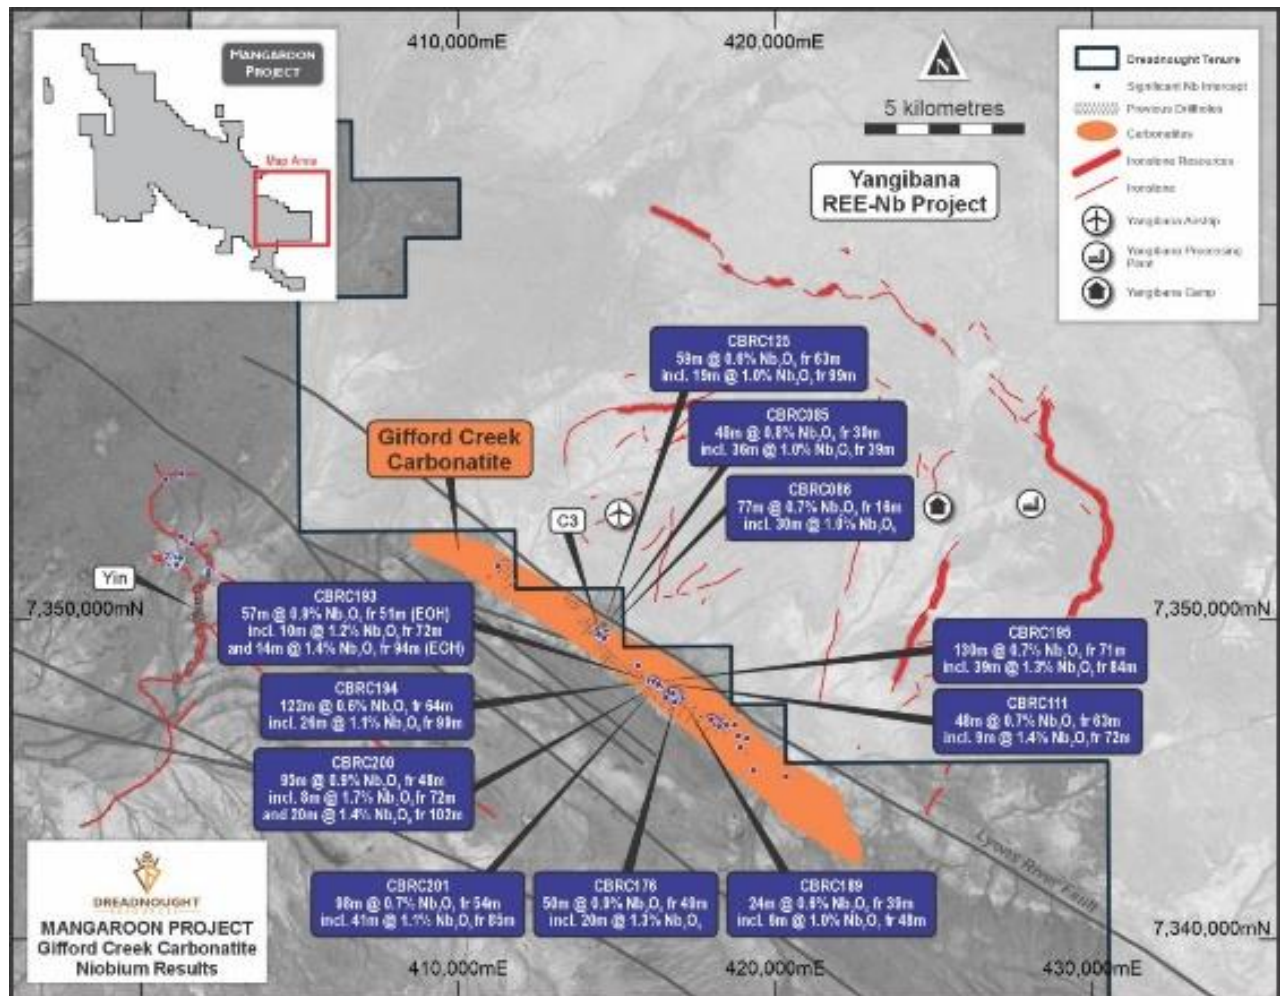 MANGAROON
PROJECT
Map Area
410,000mE
420,000mE
N
5 kilometres
Yangibana
REE-Nb Project
Dreadnought Tenure
Significant Nb Intercept
Previous Drillholes
Carbonatites
Ironstone Resources
Ironstone
Yangibana Airstrip
Yangibana Processing
Plant
Yangibana Camp
CBRC125
59m @ 0.6% Nb₂O₅ fr 63m
incl. 19m @ 1.0% Nb₂O₅ fr 99m
CBRC085
48m @ 0.8% Nb₂O₅ fr 30m
incl. 36m @ 1.0% Nb₂O₅ fr 39m
CBRC086
77m @ 0.7% Nb₂O₅ fr 16m
incl. 30m @ 1.0% Nb₂O₅
Gifford Creek
Carbonatite
C3
Yin
7,350,000mN
7,350,000mN
CBRC193
57m @ 0.9% Nb₂O₅ fr 51m (EOH)
incl. 10m @ 1.2% Nb₂O₅ fr 72m
and 14m @ 1.4% Nb₂O₅ fr 94m (EOH)
CBRC195
130m @ 0.7% Nb₂O₅ fr 71m
incl. 39m @ 1.3% Nb₂O₅ fr 84m
CBRC194
122m @ 0.6% Nb₂O₅ fr 64m
incl. 26m @ 1.1% Nb₂O₅ fr 99m
CBRC111
48m @ 0.7% Nb₂O₅ fr 63m
incl. 9m @ 1.4% Nb₂O₅ fr 72m
CBRC200
93m @ 0.9% Nb₂O₅ fr 48m
incl. 8m @ 1.7% Nb₂O₅ fr 72m
and 20m @ 1.4% Nb₂O₅ fr 102m
Lyons River Fault
CBRC201
98m @ 0.7% Nb₂O₅ fr 54m
incl. 41m @ 1.1% Nb₂O₅ fr 85m
CBRC176
50m @ 0.9% Nb₂O₅ fr 49m
incl. 20m @ 1.3% Nb₂O₅
CBRC189
24m @ 0.6% Nb₂O₅ fr 39m
incl. 6m @ 1.0% Nb₂O₅ fr 48m
DREADNOUGHT
RESOURCES
MANGAROON PROJECT
Gifford Creek Carbonatite
Niobium Results
7,340,000mN
410,000mE
420,000mE
430,000mE